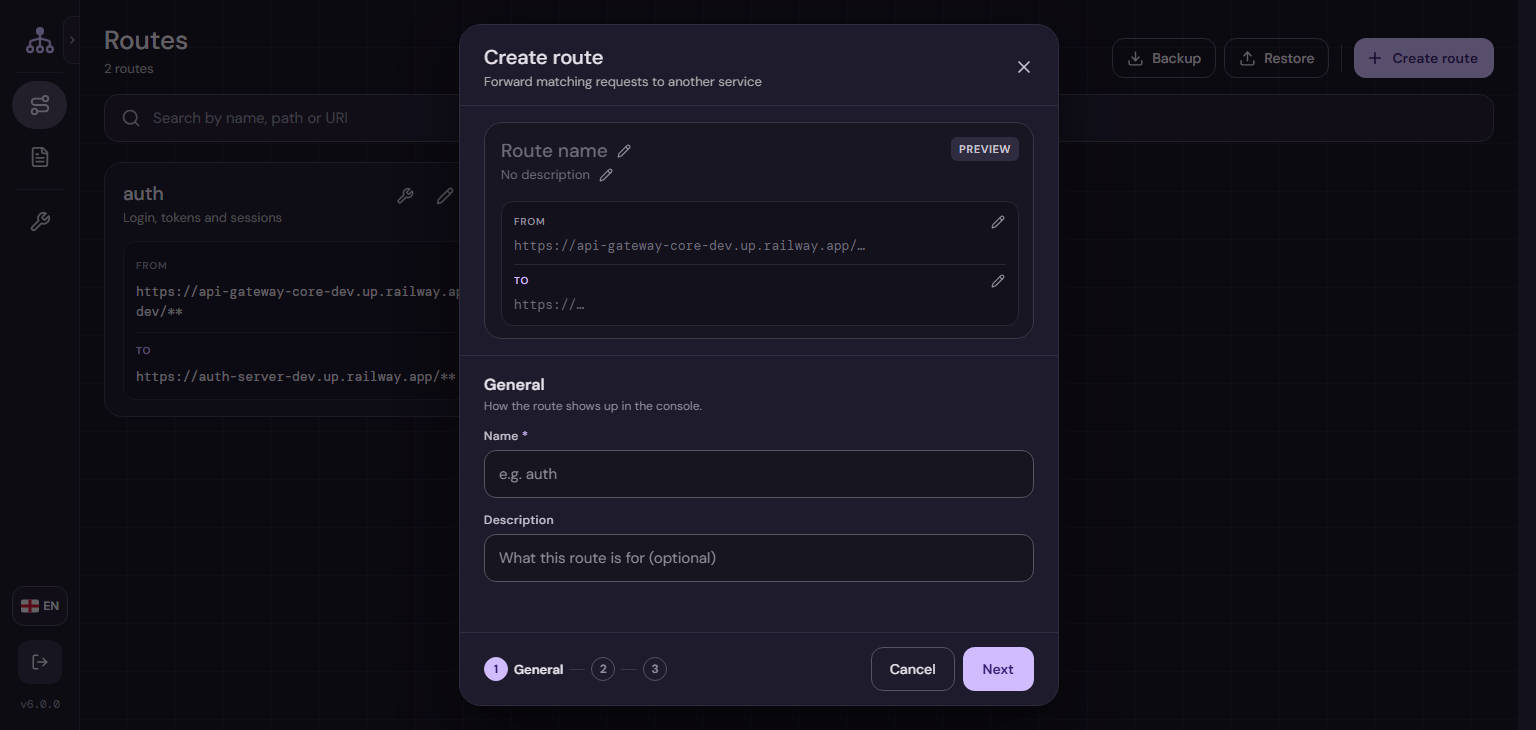 Routes
2 routes
Backup
Restore
Create route
Search by name, path or URI
auth
Login, tokens and sessions
FROM
https://api-gateway-core-dev.up.railway.ap
dev/**
TO
https://auth-server-dev.up.railway.app/**
EN
v6.0.0
Create route
Forward matching requests to another service
Route name
PREVIEW
No description
FROM
https://api-gateway-core-dev.up.railway.app/…
TO
https://…
General
How the route shows up in the console.
Name *
e.g. auth
Description
What this route is for (optional)
1 General 2 3
Cancel
Next